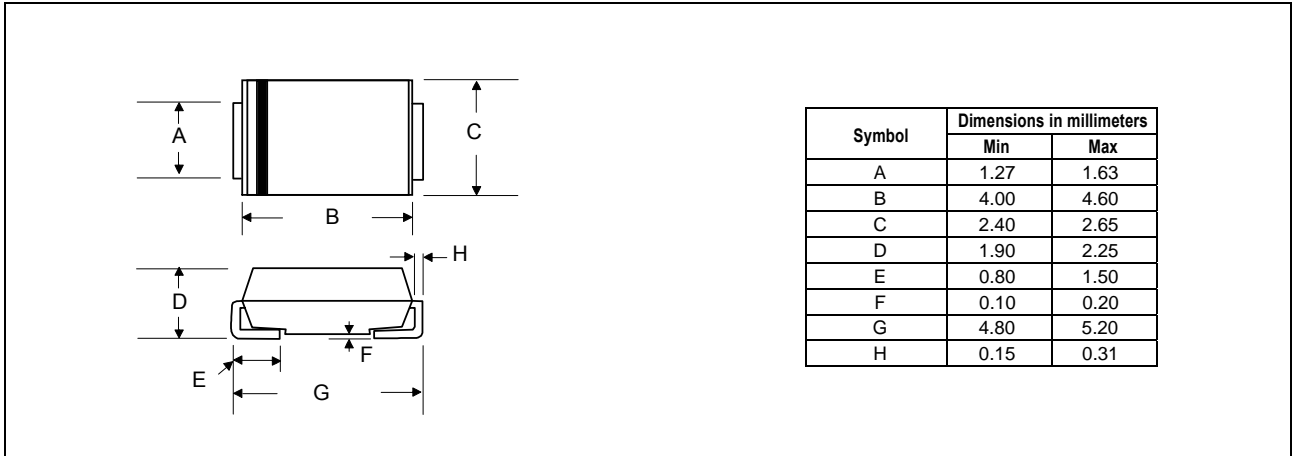 A
C
B
H
D
F
E
G
Symbol Dimensions in millimeters
Min Max
A 1.27 1.63
B 4.00 4.60
C 2.40 2.65
D 1.90 2.25
E 0.80 1.50
F 0.10 0.20
G 4.80 5.20
H 0.15 0.31